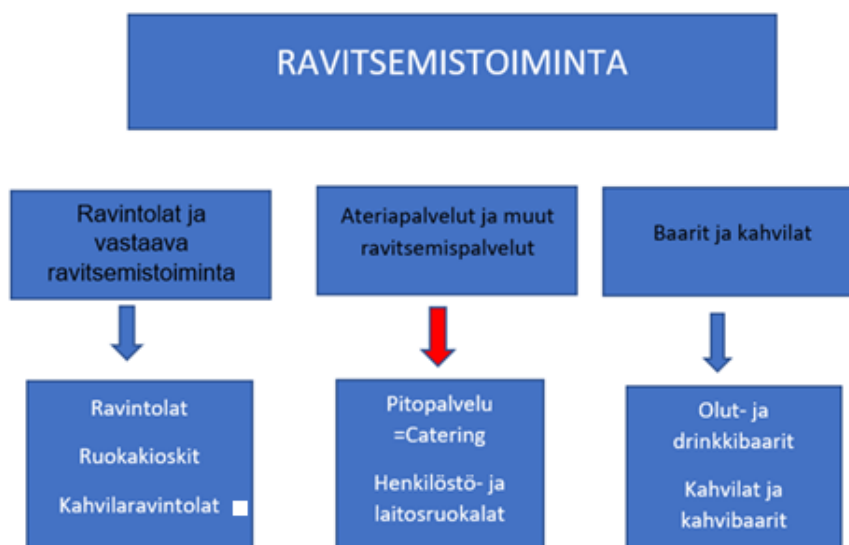 RAVITSEMISTOIMINTA
Ravintolat ja
vastaava
ravitsemistoiminta
Ateriapalvelut ja muut
ravitsemispalvelut
Baarit ja kahvilat
Ravintolat
Ruokakioskit
Kahvilaravintolat
Pitopalvelu
=Catering
Henkilöstö- ja
laitosruokalat
Olut- ja
drinkkibaarit
Kahvilat ja
kahvibaarit